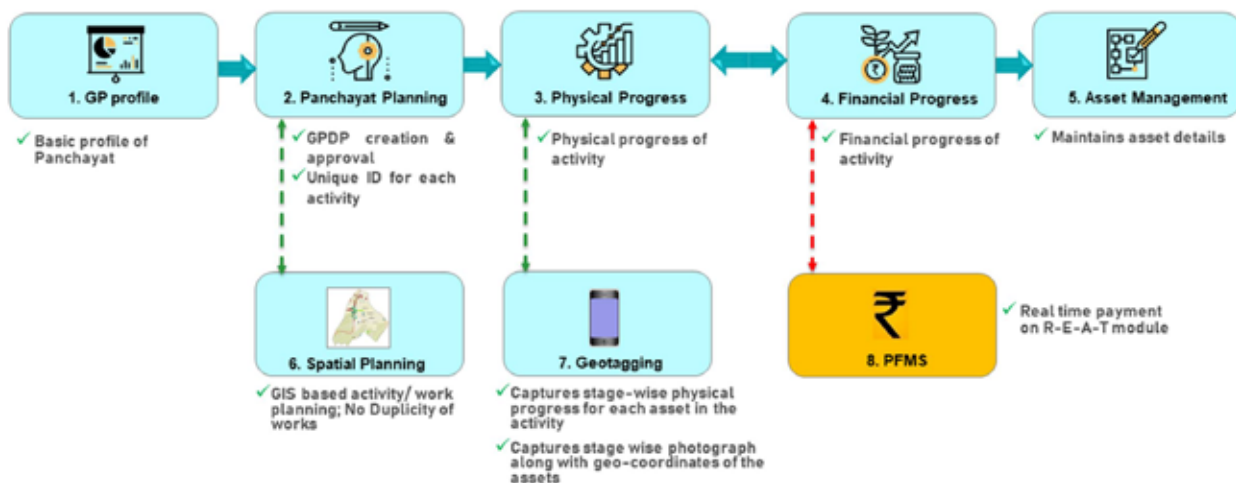 1. GP profile
2. Panchayat Planning
3. Physical Progress
4. Financial Progress
5. Asset Management
Basic profile of
Panchayat
GPDP creation &
approval
Unique ID for each
activity
Physical progress of
activity
Financial progress of
activity
Maintains asset details
6. Spatial Planning
7. Geotagging
₹
8. PFMS
Real time payment
on R-E-A-T module
GIS based activity/ work
planning; No Duplicity of
works
Captures stage-wise physical
progress for each asset in the
activity
Captures stage wise photograph
along with geo-coordinates of the
assets